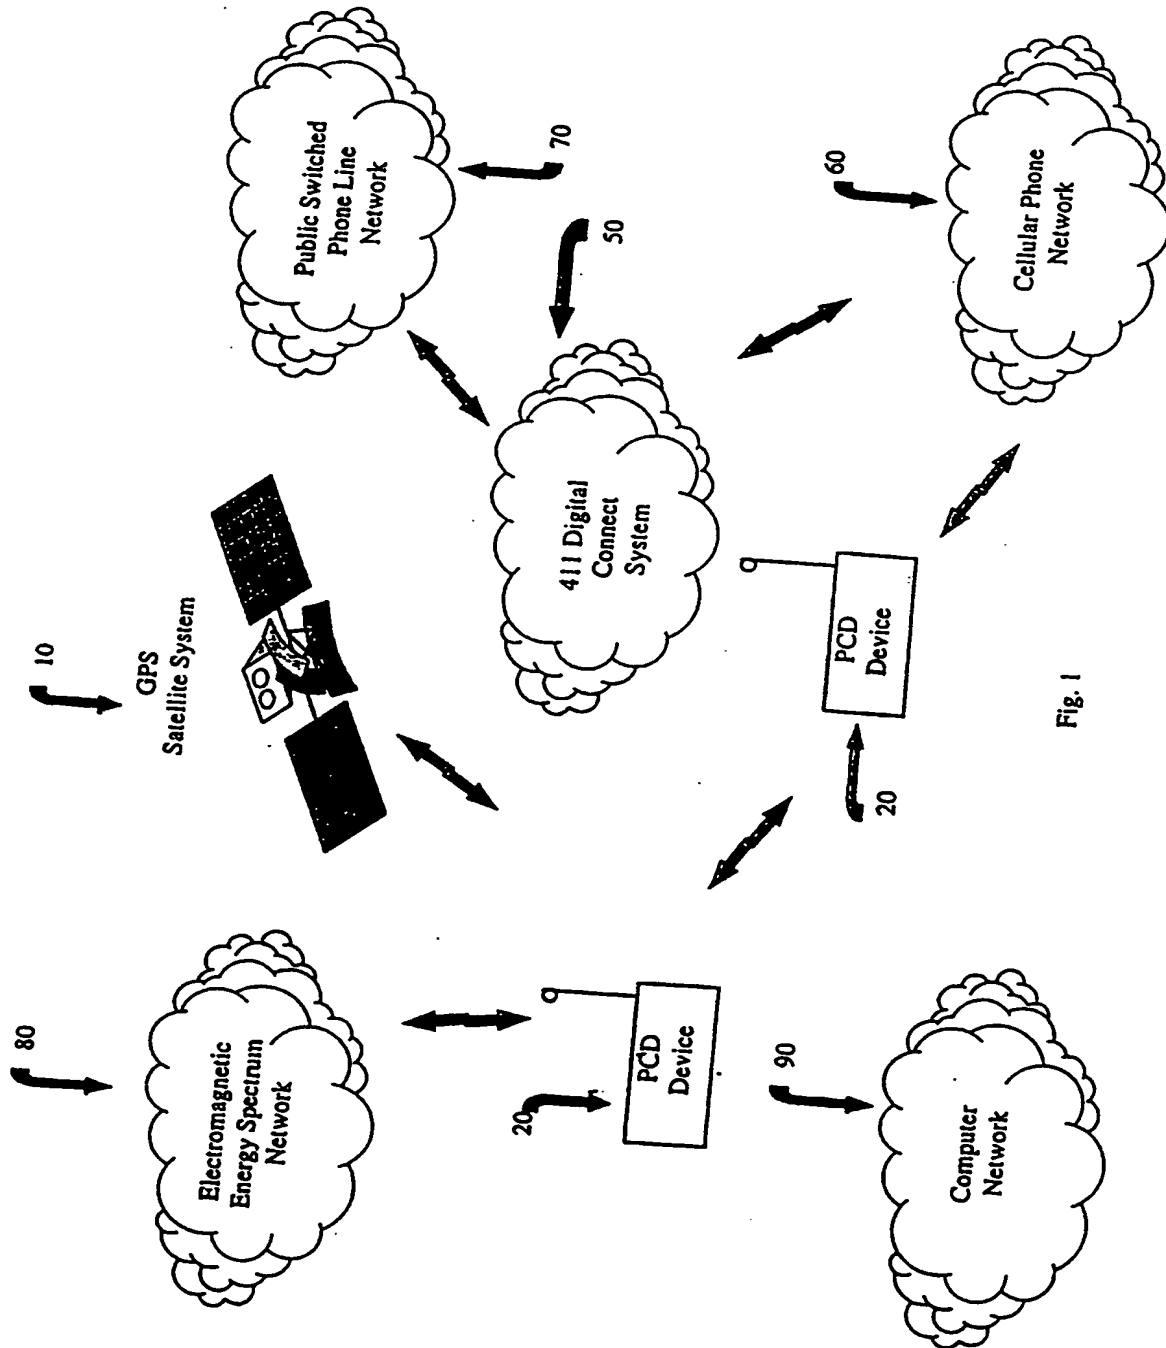 80
Electromagnetic
Energy Spectrum
Network
10
GPS
Satellite System
Public Switched
Phone Line
Network
70
50
411 Digital
Connect
System
20
PCD
Device
20
PCD
Device
60
Cellular Phone
Network
90
Computer
Network
Fig. 1